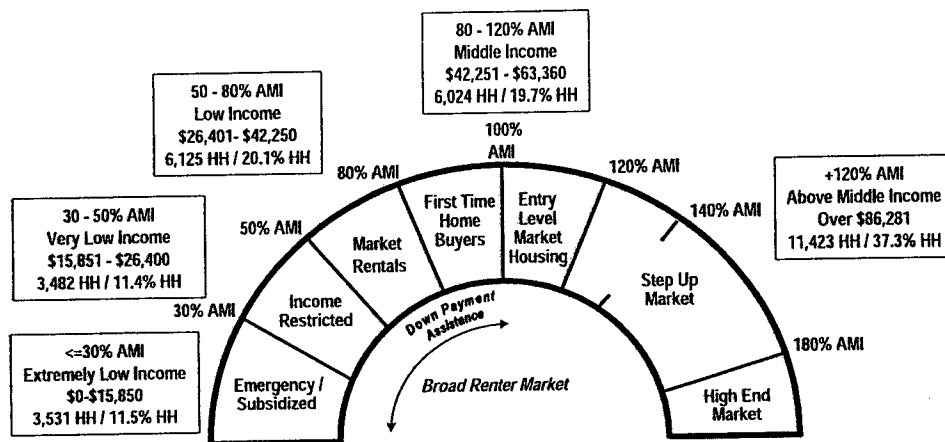 80 - 120% AMI
Middle Income
$42,251 - $63,360
6,024 HH / 19.7% HH
50 - 80% AMI
Low Income
$26,401- $42,250
6,125 HH / 20.1% HH
30 - 50% AMI
Very Low Income
$15,851 - $26,400
3,482 HH / 11.4% HH
<=30% AMI
Extremely Low Income
$0-$15,850
3,531 HH / 11.5% HH
+120% AMI
Above Middle Income
Over $86,281
11,423 HH / 37.3% HH
30% AMI
50% AMI
80% AMI
100%
AMI
120% AMI
140% AMI
180% AMI
Emergency /
Subsidized
Income
Restricted
Market
Rentals
First Time
Home
Buyers
Entry
Level
Market
Housing
Step Up
Market
High End
Market
Down Payment
Assistance
Broad Renter Market